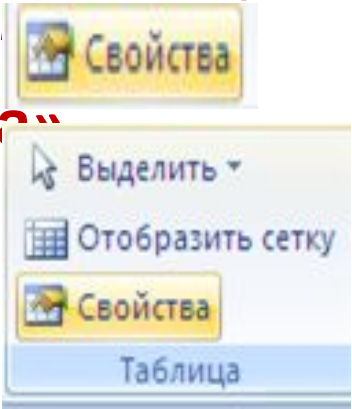 Свойства
Выделить
Отобразить сетку
Свойства
Таблица